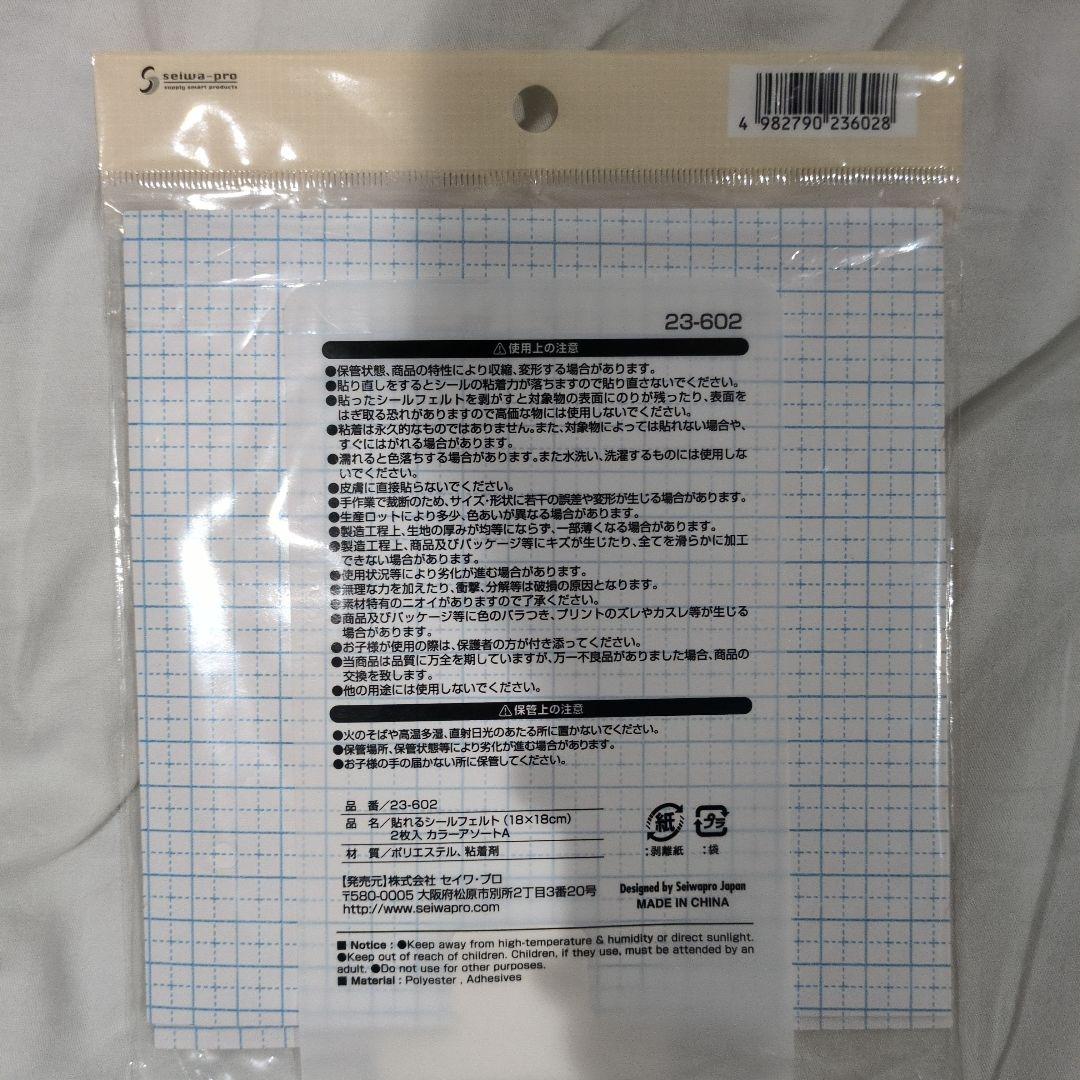 seiwa-pro
supply smart products
4 982790 236028
23-602
⚠使用上の注意
●保管状態、商品の特性により収縮、変形する場合があります。
●貼り直しをするとシールの粘着力が落ちますので貼り直さないでください。
●貼ったシールフェルトを剥がすと対象物の表面にのりが残ったり、表面を
はぎ取る恐れがありますので高価な物には使用しないでください。
●粘着は永久的なものではありません。また、対象物によっては貼れない場合や、
すぐにはがれる場合があります。
●濡れると色落ちする場合があります。また水洗い、洗濯するものには使用しな
いでください。
●皮膚に直接貼らないでください。
●手作業で裁断のため、サイズ・形状に若干の誤差や変形が生じる場合があります。
●生産ロットにより多少、色あいが異なる場合があります。
●製造工程上、生地の厚みが均等にならず、一部薄くなる場合があります。
●製造工程上、商品及びパッケージ等にキズが生じたり、全てを滑らかに加工
できない場合があります。
●使用状況等により劣化が進む場合があります。
●無理な力を加えたり、衝撃、分解等は破損の原因となります。
●素材特有のニオイがありますので了承ください。
●商品及びパッケージ等に色のバラつき、プリントのズレやカスレ等が生じる
場合があります。
●お子様が使用の際は、保護者の方が付き添ってください。
●当商品は品質に万全を期していますが、万一不良品がありました場合、商品の
交換を致します。
●他の用途には使用しないでください。
⚠保管上の注意
●火のそばや高温多湿、直射日光のあたる所に置かないでください。
●保管場所、保管状態等により劣化が進む場合があります。
●お子様の手の届かない所に保管してください。
品 番/23-602
品 名/貼れるシールフェルト(18×18cm)
2枚入 カラーアソートA
材 質/ポリエステル、粘着剤
紙 プラ
:剥離紙 :袋
【発売元】株式会社 セイワ・プロ
〒580-0005 大阪府松原市別所2丁目3番20号
http://www.seiwapro.com
Designed by Seiwapro Japan
MADE IN CHINA
■ Notice : ●Keep away from high-temperature & humidity or direct sunlight.
●Keep out of reach of children. Children, if they use, must be attended by an
adult. ●Do not use for other purposes.
■ Material : Polyester , Adhesives